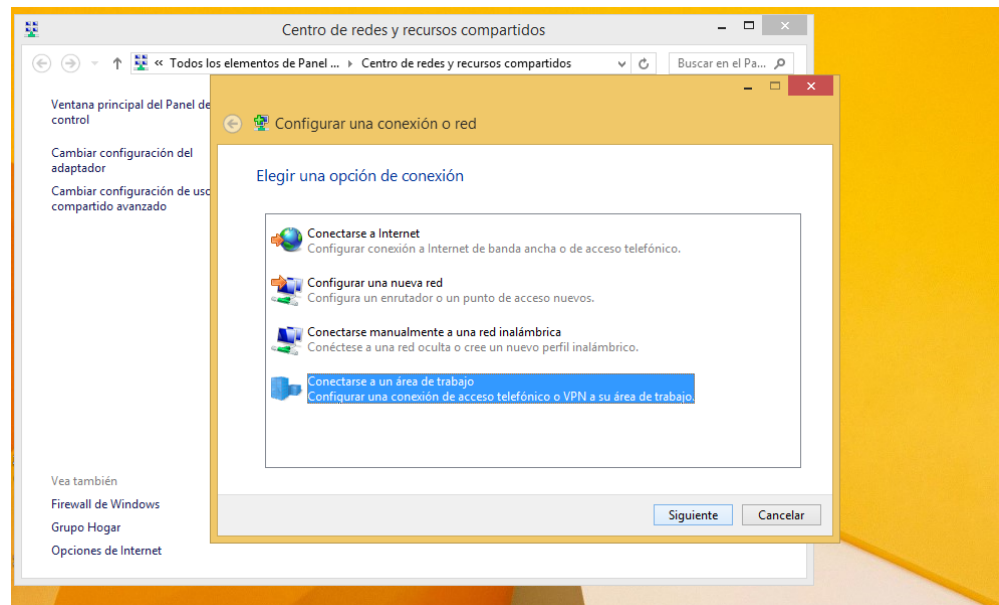 Centro de redes y recursos compartidos
« Todos los elementos de Panel ... Centro de redes y recursos compartidos
Buscar en el Pa...
Ventana principal del Panel de
control
Cambiar configuración del
adaptador
Cambiar configuración de uso
compartido avanzado
Vea también
Firewall de Windows
Grupo Hogar
Opciones de Internet
Configurar una conexión o red
Elegir una opción de conexión
Conectarse a Internet
Configurar conexión a Internet de banda ancha o de acceso telefónico.
Configurar una nueva red
Configura un enrutador o un punto de acceso nuevos.
Conectarse manualmente a una red inalámbrica
Conéctese a una red oculta o cree un nuevo perfil inalámbrico.
Conectarse a un área de trabajo
Configurar una conexión de acceso telefónico o VPN a su área de trabajo.
Siguiente
Cancelar